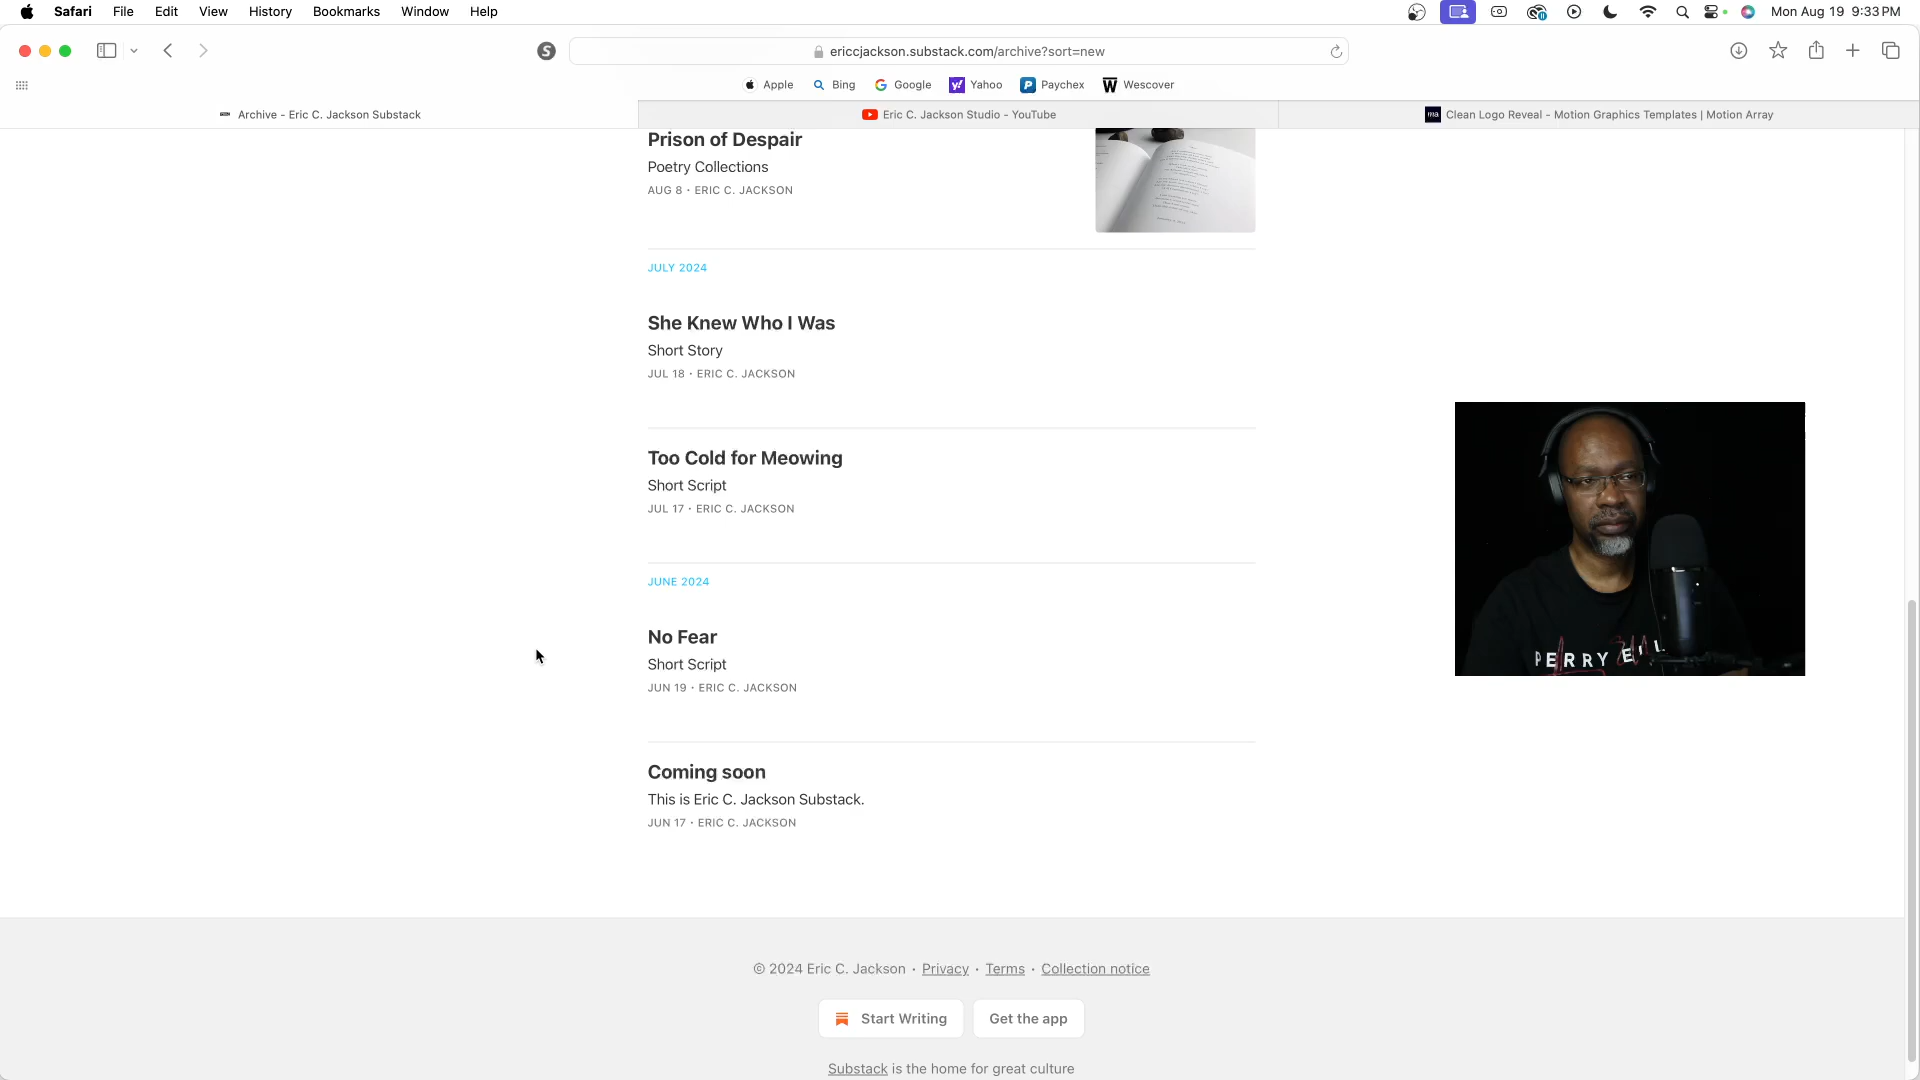 Safari File Edit View History Bookmarks Window Help Mon Aug 19 9:33 PM
S ericcjackson.substack.com/archive?sort=new
Apple Bing Google Yahoo Paychex Wescover
Archive - Eric C. Jackson Substack
Eric C. Jackson Studio - YouTube
Clean Logo Reveal - Motion Graphics Templates | Motion Array
Prison of Despair
Poetry Collections
AUG 8 • ERIC C. JACKSON
JULY 2024
She Knew Who I Was
Short Story
JUL 18 • ERIC C. JACKSON
Too Cold for Meowing
Short Script
JUL 17 • ERIC C. JACKSON
JUNE 2024
No Fear
Short Script
JUN 19 • ERIC C. JACKSON
PERRY
Coming soon
This is Eric C. Jackson Substack.
JUN 17 • ERIC C. JACKSON
© 2024 Eric C. Jackson · Privacy · Terms · Collection notice
Start Writing
Get the app
Substack is the home for great culture